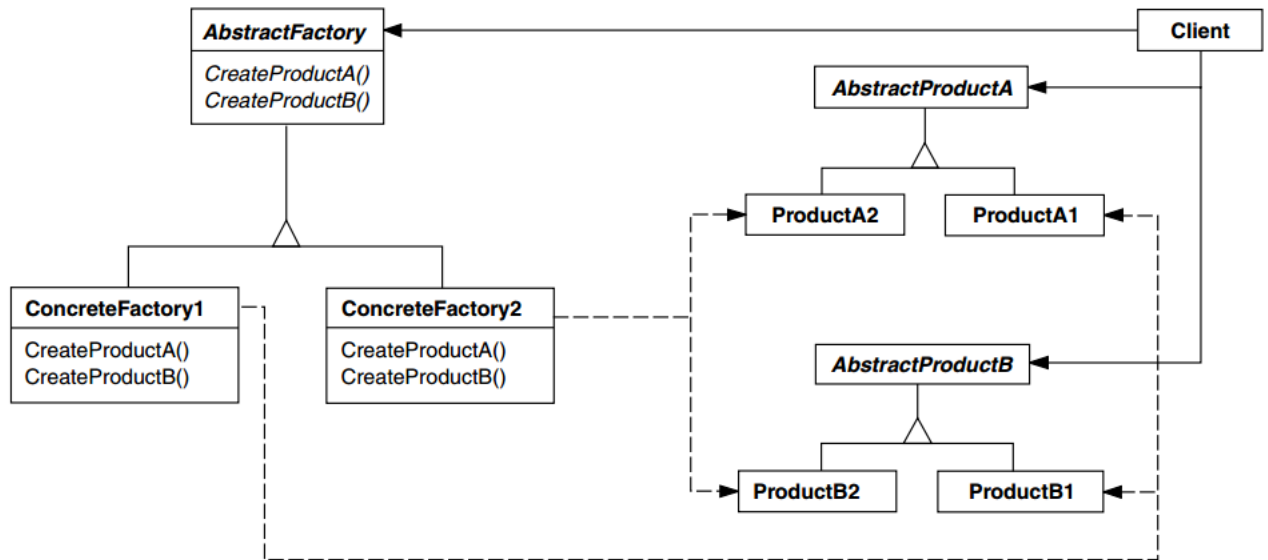 AbstractFactory
CreateProductA()
CreateProductB()
Client
AbstractProductA
ProductA2
ProductA1
ConcreteFactory1
CreateProductA()
CreateProductB()
ConcreteFactory2
CreateProductA()
CreateProductB()
AbstractProductB
ProductB2
ProductB1